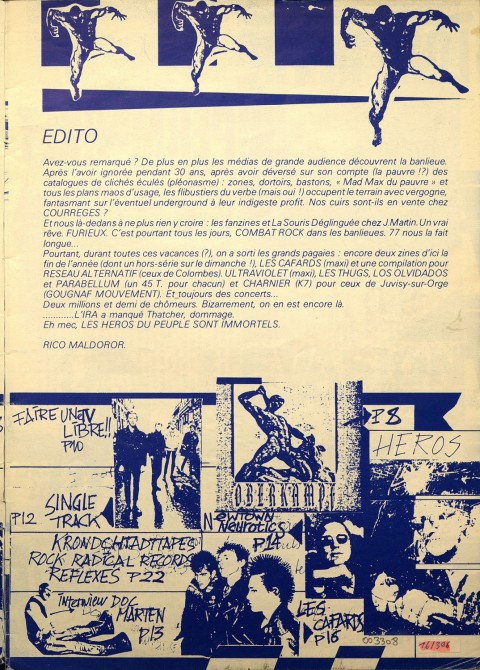 EDITO
Avez-vous remarqué ? De plus en plus les médias de grande audience découvrent la banlieue.
Après l'avoir ignorée pendant 30 ans, après avoir déversé sur son compte (la pauvre !?) des
catalogues de clichés éculés (pléonasme) : zones, dortoirs, bastons, « Mad Max du pauvre » et
tous les plans maos d'usage, les flibustiers du verbe (mais oui !) occupent le terrain avec vergogne,
fantasmant sur l'éventuel underground à leur indigeste profit. Nos cuirs sont-ils en vente chez
COURREGES ?
Et nous là-dedans à ne plus rien y croire : les fanzines et La Souris Déglinguée chez J.Martin. Un vrai
rêve. FURIEUX. C'est pourtant tous les jours, COMBAT ROCK dans les banlieues. 77 nous la fait
longue...
Pourtant, durant toutes ces vacances (?), on a sorti les grands pagaies : encore deux zines d'ici la
fin de l'année (dont un hors-série sur le dimanche !), LES CAFARDS (maxi) et une compilation pour
RESEAU ALTERNATIF (ceux de Colombes). ULTRAVIOLET (maxi), LES THUGS, LOS OLVIDADOS
et PARABELLUM (un 45 T. pour chacun) et CHARNIER (K7) pour ceux de Juvisy-sur-Orge
(GOUGNAF MOUVEMENT). Et toujours des concerts...
Deux millions et demi de chômeurs. Bizarrement, on en est encore là.
............L'IRA a manqué Thatcher, dommage.
Eh mec, LES HEROS DU PEUPLE SONT IMMORTELS.
RICO MALDOROR.
FAIRE UN TV
LIBRE!!
P10
P8
HEROS
OBERKAMPF
P12
SINGLE
TRACK
NEWTOWN
NEUROTICS
P14
KRONDSCHTADT TAPES
ROCK RADICAL RECORDS
REFLEXES P22
Interview DOC
MARTEN
P13
LES
CAFARDS
P16
003308
16/306